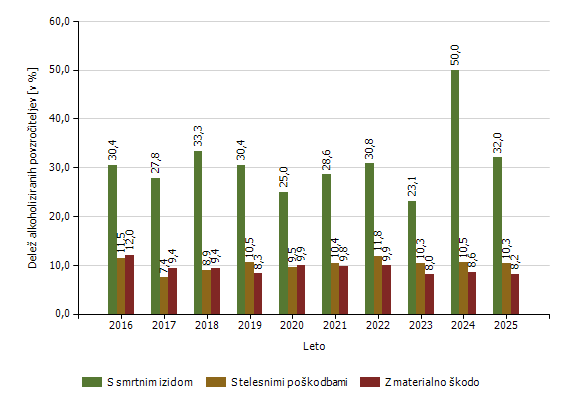 60,0
50,0
40,0
30,0
20,0
10,0
0,0
Delež alkoholiziranih povzročiteljev [v %]
30,4 11,5 12,0
27,8 7,4 9,4
33,3 8,9 9,4
30,4 10,5 8,3
25,0 9,5 9,9
28,6 10,4 9,8
30,8 11,8 9,9
23,1 10,3 8,0
50,0 10,5 8,6
32,0 10,3 8,2
2016 2017 2018 2019 2020 2021 2022 2023 2024 2025
Leto
S smrtnim izidom S telesnimi poškodbami Z materialno škodo